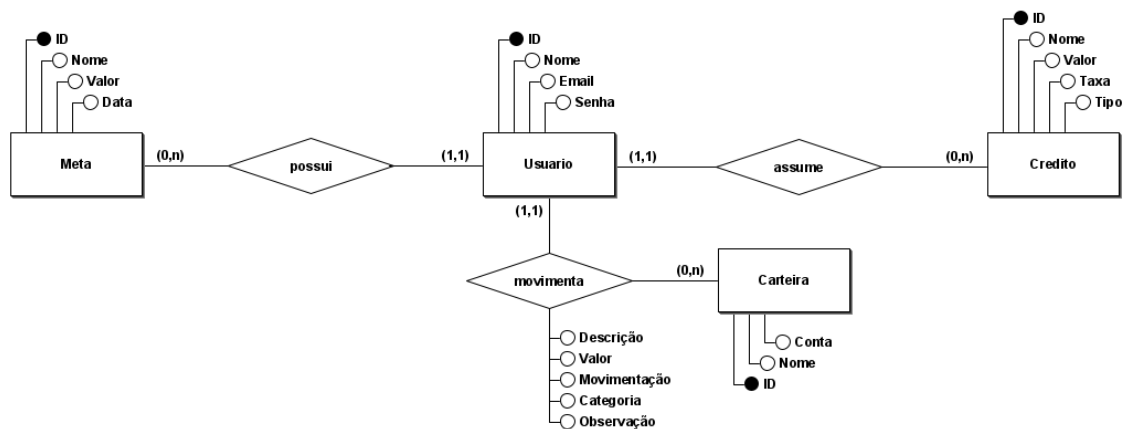 ID
Nome
Valor
Data
Meta
(0,n)
possui
(1,1)
ID
Nome
Email
Senha
Usuario
(1,1)
assume
(0,n)
ID
Nome
Valor
Taxa
Tipo
Credito
(1,1)
movimenta
(0,n)
Carteira
Conta
Nome
ID
Descrição
Valor
Movimentação
Categoria
Observação